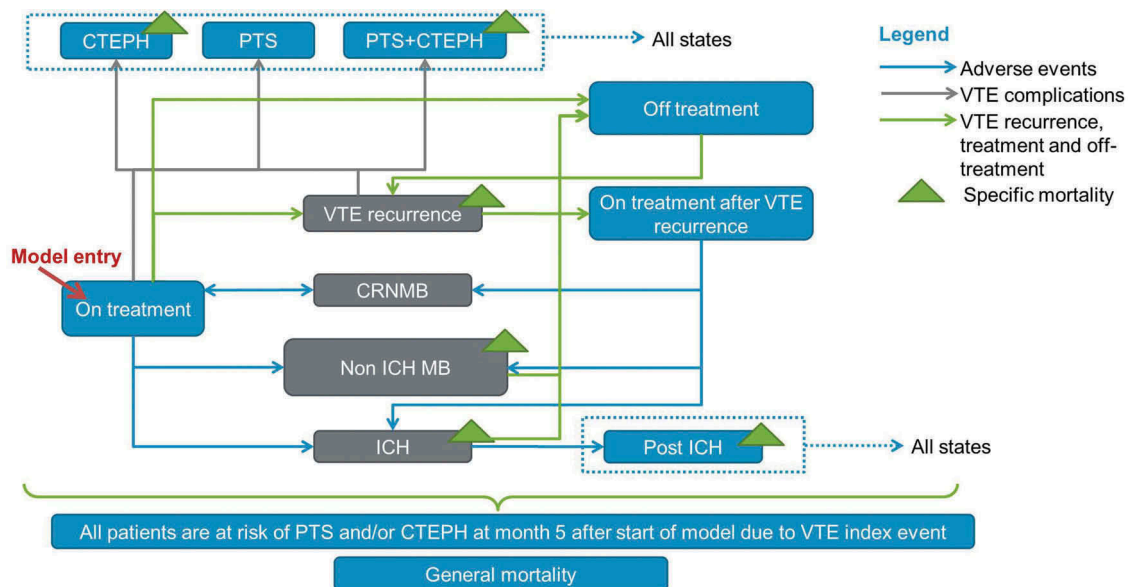 CTEPH
PTS
PTS+CTEPH
All states
Legend
Adverse events
VTE complications
VTE recurrence,
treatment and off-
treatment
Specific mortality
Off treatment
VTE recurrence
On treatment after VTE
recurrence
Model entry
On treatment
CRNMB
Non ICH MB
ICH
Post ICH
All states
All patients are at risk of PTS and/or CTEPH at month 5 after start of model due to VTE index event
General mortality